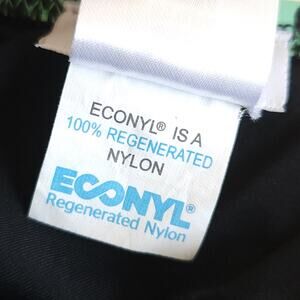 ECONYL® IS A
100% REGENERATED
NYLON
ECONYL®
Regenerated Nylon